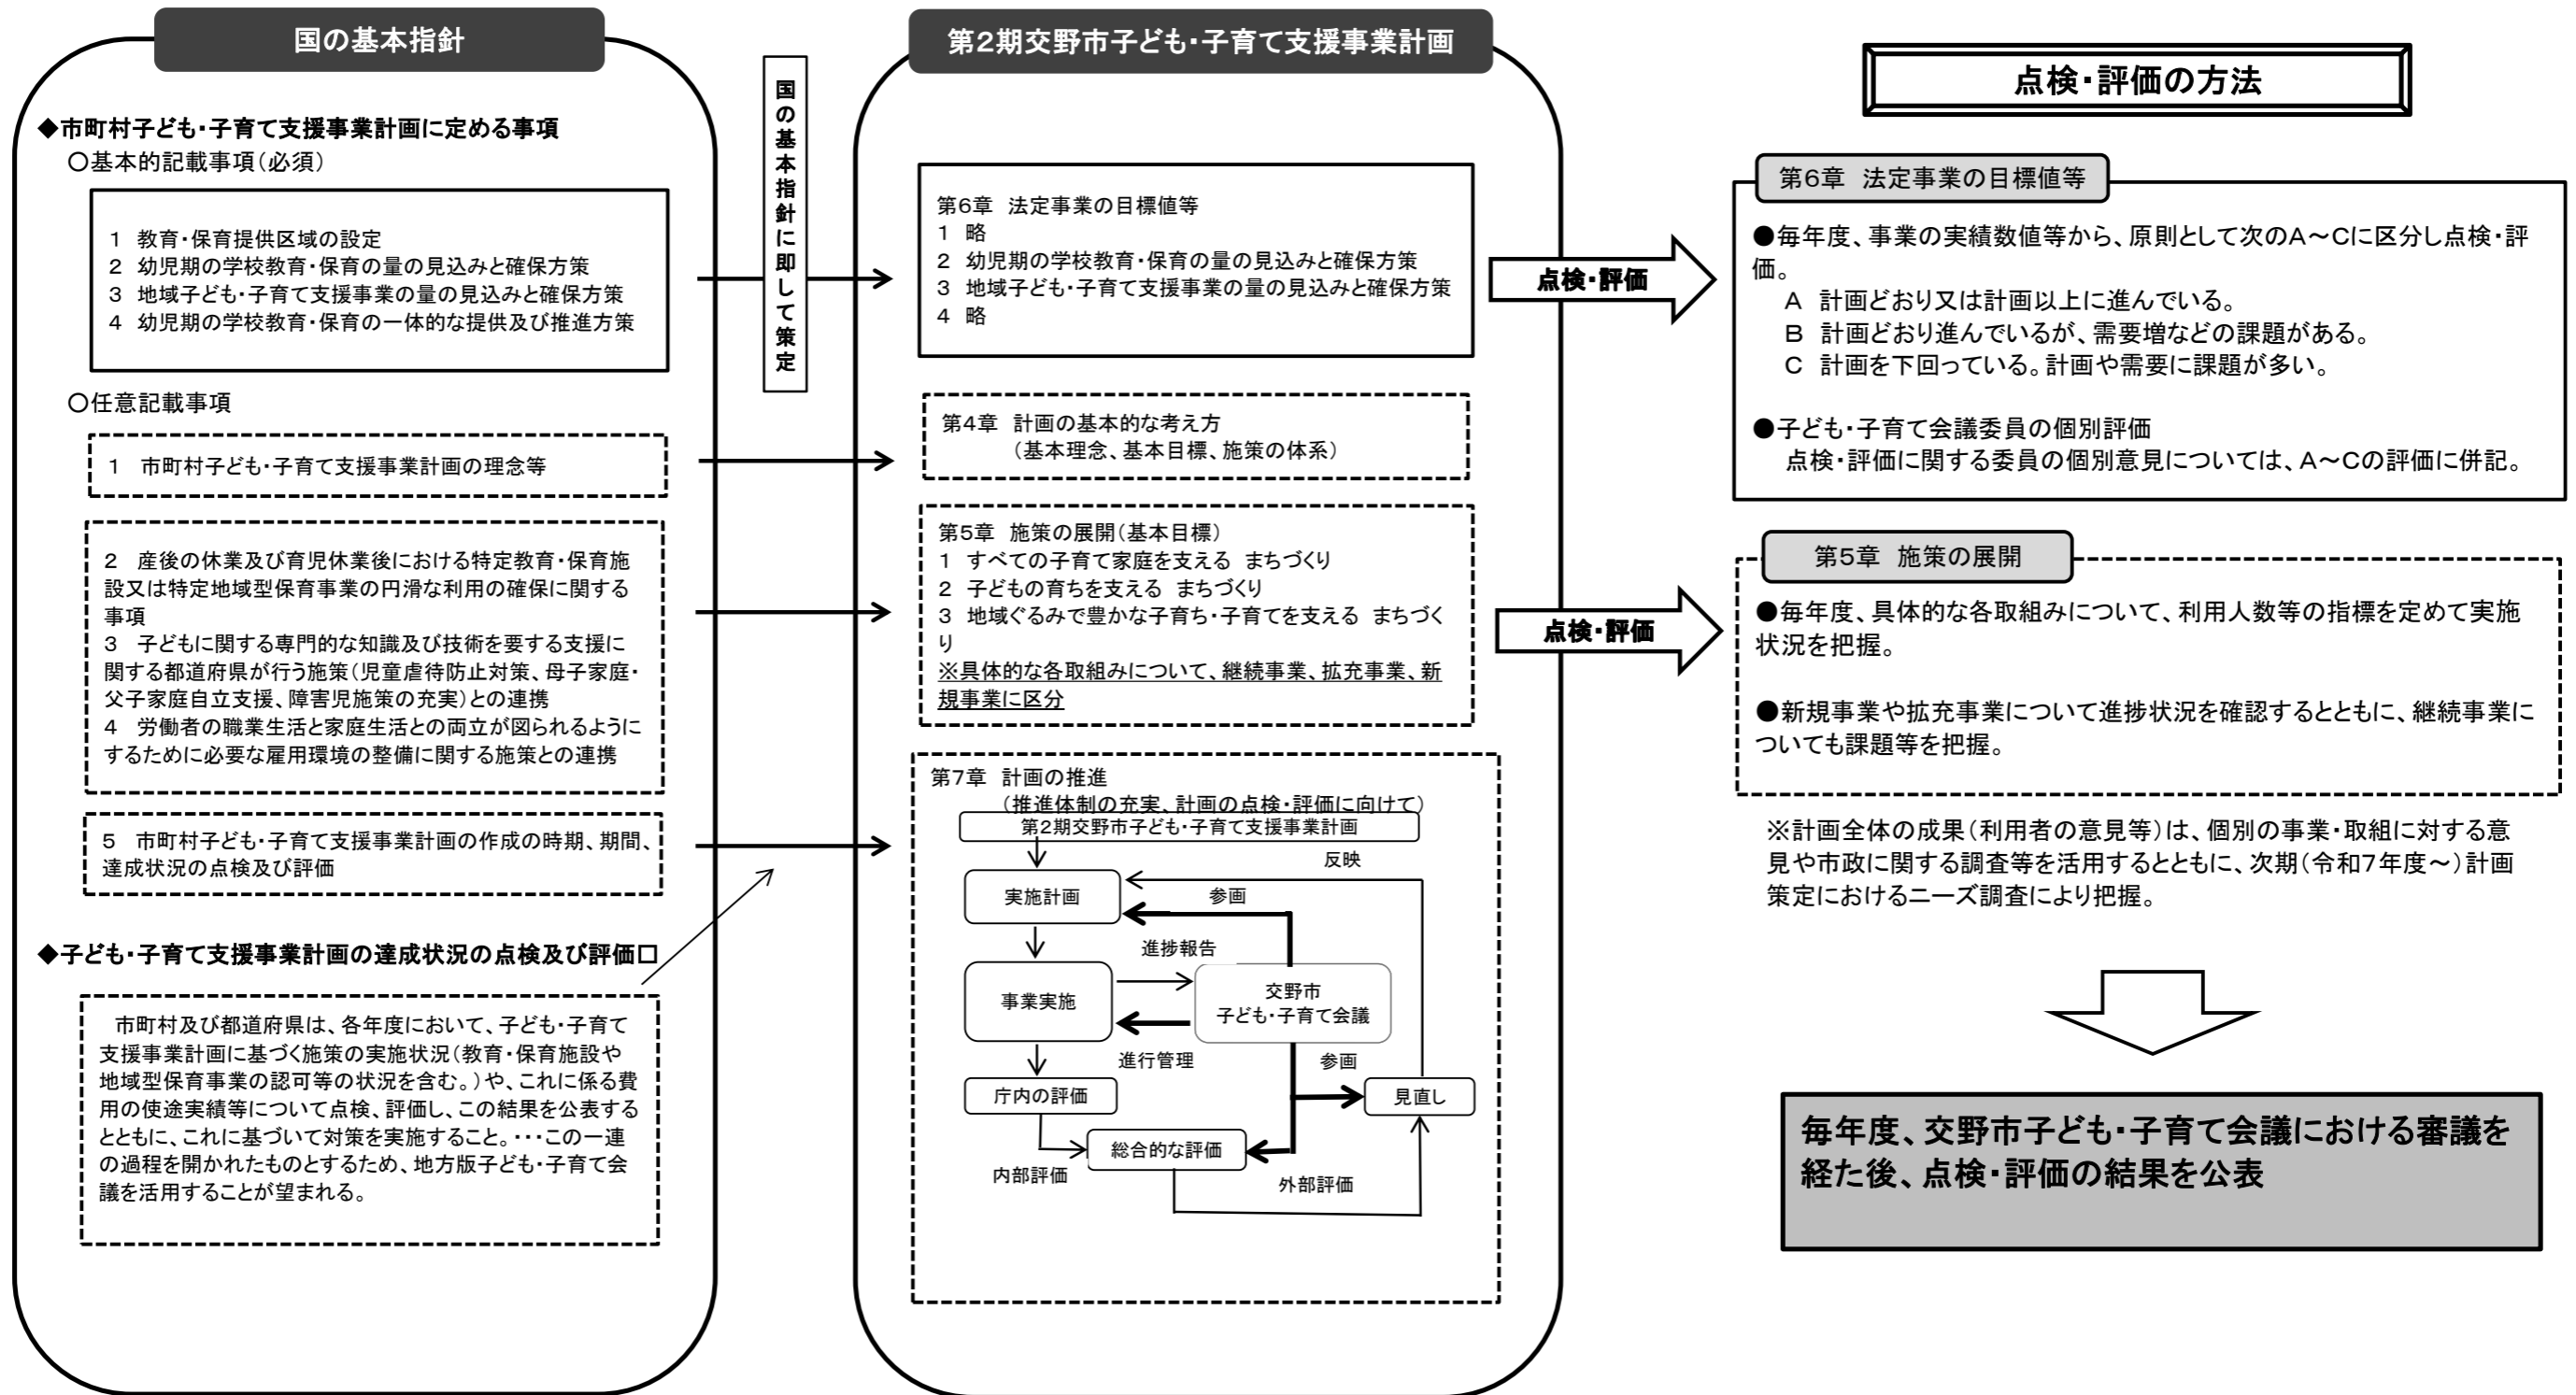 国の基本指針
◆市町村子ども・子育て支援事業計画に定める事項
○基本的記載事項(必須)
1 教育・保育提供区域の設定
2 幼児期の学校教育・保育の量の見込みと確保方策
3 地域子ども・子育て支援事業の量の見込みと確保方策
4 幼児期の学校教育・保育の一体的な提供及び推進方策
○任意記載事項
1 市町村子ども・子育て支援事業計画の理念等
2 産後の休業及び育児休業後における特定教育・保育施
設又は特定地域型保育事業の円滑な利用の確保に関する
事項
3 子どもに関する専門的な知識及び技術を要する支援に
関する都道府県が行う施策(児童虐待防止対策、母子家庭・
父子家庭自立支援、障害児施策の充実)との連携
4 労働者の職業生活と家庭生活との両立が図られるように
するために必要な雇用環境の整備に関する施策との連携
5 市町村子ども・子育て支援事業計画の作成の時期、期間、
達成状況の点検及び評価
◆子ども・子育て支援事業計画の達成状況の点検及び評価□
市町村及び都道府県は、各年度において、子ども・子育て
支援事業計画に基づく施策の実施状況(教育・保育施設や
地域型保育事業の認可等の状況を含む。)や、これに係る費
用の使途実績等について点検、評価し、この結果を公表する
とともに、これに基づいて対策を実施すること。・・・この一連
の過程を開かれたものとするため、地方版子ども・子育て会
議を活用することが望まれる。
国の基本指針に即して策定
第2期交野市子ども・子育て支援事業計画
第6章 法定事業の目標値等
1 略
2 幼児期の学校教育・保育の量の見込みと確保方策
3 地域子ども・子育て支援事業の量の見込みと確保方策
4 略
第4章 計画の基本的な考え方
(基本理念、基本目標、施策の体系)
第5章 施策の展開(基本目標)
1 すべての子育て家庭を支える まちづくり
2 子どもの育ちを支える まちづくり
3 地域ぐるみで豊かな子育ち・子育てを支える まちづく
り
※具体的な各取組みについて、継続事業、拡充事業、新
規事業に区分
第7章 計画の推進
(推進体制の充実、計画の点検・評価に向けて)
第2期交野市子ども・子育て支援事業計画
反映
実施計画
参画
進捗報告
事業実施
交野市
子ども・子育て会議
進行管理
参画
庁内の評価
見直し
総合的な評価
内部評価
外部評価
点検・評価
点検・評価
点検・評価の方法
第6章 法定事業の目標値等
●毎年度、事業の実績数値等から、原則として次のA~Cに区分し点検・評
価。
A 計画どおり又は計画以上に進んでいる。
B 計画どおり進んでいるが、需要増などの課題がある。
C 計画を下回っている。計画や需要に課題が多い。
●子ども・子育て会議委員の個別評価
点検・評価に関する委員の個別意見については、A~Cの評価に併記。
第5章 施策の展開
●毎年度、具体的な各取組みについて、利用人数等の指標を定めて実施
状況を把握。
●新規事業や拡充事業について進捗状況を確認するとともに、継続事業に
ついても課題等を把握。
※計画全体の成果(利用者の意見等)は、個別の事業・取組に対する意
見や市政に関する調査等を活用するとともに、次期(令和7年度~)計画
策定におけるニーズ調査により把握。
毎年度、交野市子ども・子育て会議における審議を
経た後、点検・評価の結果を公表